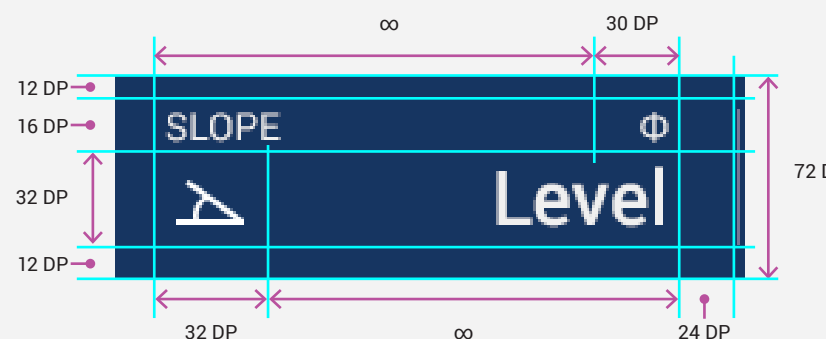 ∞ 30 DP
12 DP
16 DP SLOPE Φ
32 DP Level 72 D
12 DP
32 DP ∞ 24 DP